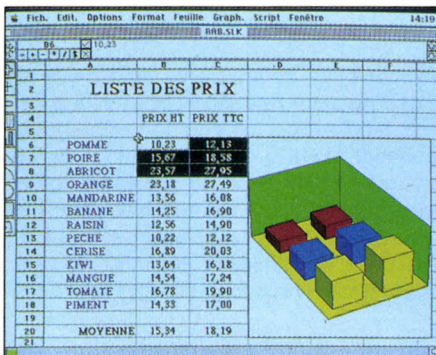 Fich. Edit. Options Format Feuille Graph. Script Fenêtre 14:19
RAB.SLK
B6 10,23
A B C D E F
1
2 LISTE DES PRIX
3
4 PRIX HT PRIX TTC
5
6 POMME 10,23 12,13
7 POIRE 15,67 18,58
8 ABRICOT 23,57 27,95
9 ORANGE 23,18 27,49
10 MANDARINE 13,56 16,08
11 BANANE 14,25 16,90
12 RAISIN 12,56 14,90
13 PECHE 10,22 12,12
14 CERISE 16,89 20,03
15 KIWI 13,64 16,18
16 MANGUE 14,54 17,24
17 TOMATE 16,78 19,90
18 PIMENT 14,33 17,00
19
20 MOYENNE 15,34 18,19
21